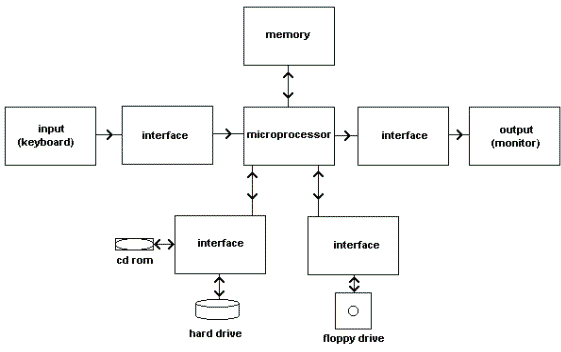 memory
input
(keyboard)
interface
microprocessor
interface
output
(monitor)
interface
interface
cd rom
hard drive
floppy drive